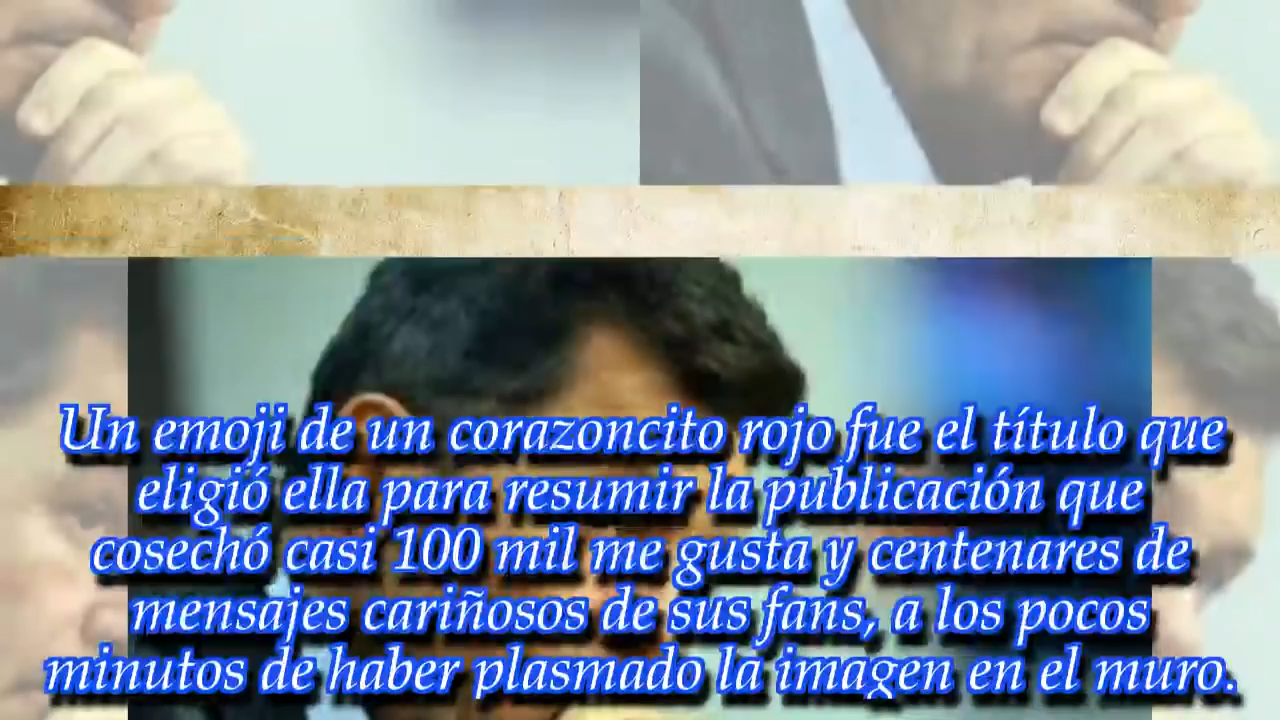 Un emoji de un corazoncito rojo fue el título que
eligió ella para resumir la publicación que
cosechó casi 100 mil me gusta y centenares de
mensajes cariñosos de sus fans, a los pocos
minutos de haber plasmado la imagen en el muro.